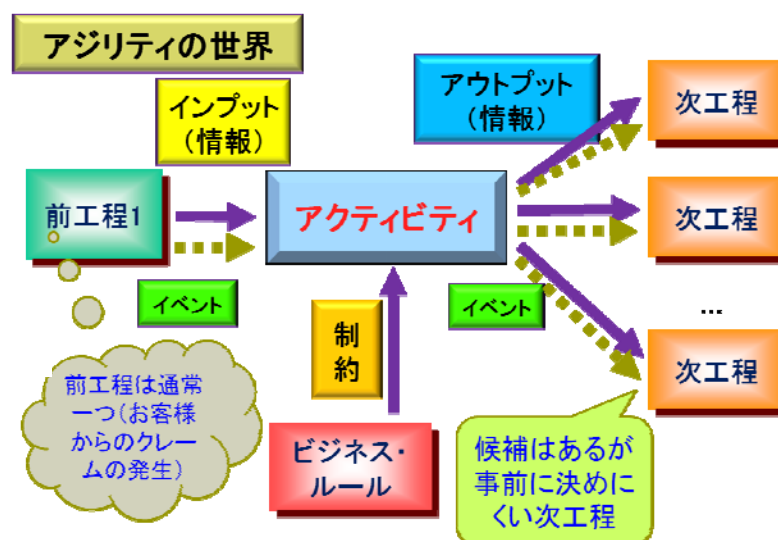 アジリティの世界
インプット
（情報）
アウトプット
（情報）
次工程
前工程1
アクティビティ
次工程
イベント
イベント
制
約
...
次工程
前工程は通常
一つ（お客様
からのクレー
ムの発生）
ビジネス・
ルール
候補はあるが
事前に決めに
くい次工程